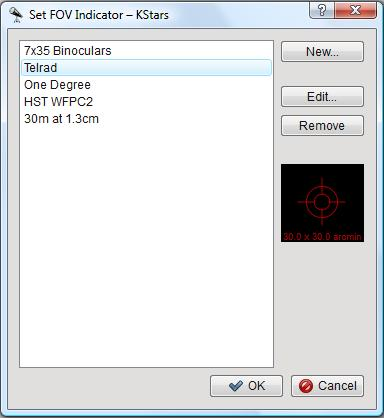 Set FOV Indicator – KStars
7x35 Binoculars
Telrad
One Degree
HST WFPC2
30m at 1.3cm
New...
Edit...
Remove
30.0 x 30.0 arcmin
OK
Cancel